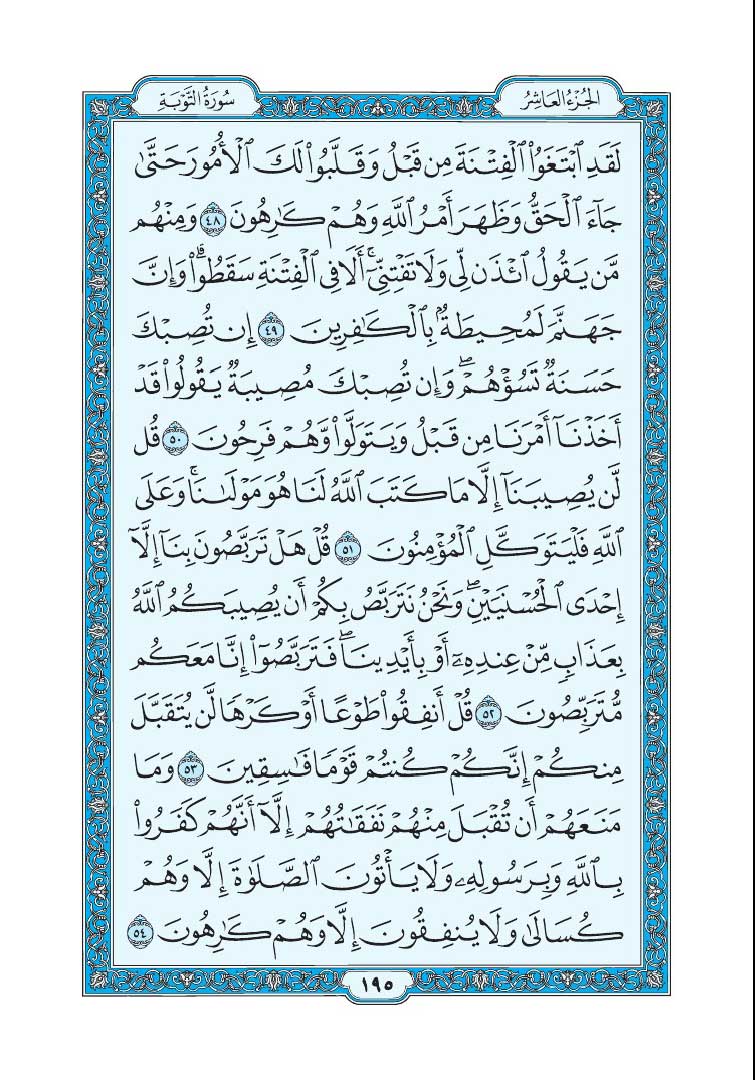 الجُزْءُ العَاشِرُ
سُورَةُ التَّوْبَةِ
لَقَدِ ٱبْتَغَوُا۟ ٱلْفِتْنَةَ مِن قَبْلُ وَقَلَّبُوا۟ لَكَ ٱلْأُمُورَ حَتَّىٰ
جَآءَ ٱلْحَقُّ وَظَهَرَ أَمْرُ ٱللَّهِ وَهُمْ كَـٰرِهُونَ ٤٨ وَمِنْهُم
مَّن يَقُولُ ٱئْذَن لِّى وَلَا تَفْتِنِّىٓ ۚ أَلَا فِى ٱلْفِتْنَةِ سَقَطُوا۟ ۗ وَإِنَّ
جَهَنَّمَ لَمُحِيطَةٌۢ بِٱلْكَـٰفِرِينَ ٤٩ إِن تُصِبْكَ
حَسَنَةٌ تَسُؤْهُمْ ۖ وَإِن تُصِبْكَ مُصِيبَةٌ يَقُولُوا۟ قَدْ
أَخَذْنَآ أَمْرَنَا مِن قَبْلُ وَيَتَوَلَّوا۟ وَّهُمْ فَرِحُونَ ٥٠ قُل
لَّن يُصِيبَنَآ إِلَّا مَا كَتَبَ ٱللَّهُ لَنَا هُوَ مَوْلَىٰنَا ۚ وَعَلَى
ٱللَّهِ فَلْيَتَوَكَّلِ ٱلْمُؤْمِنُونَ ٥١ قُلْ هَلْ تَرَبَّصُونَ بِنَآ إِلَّآ
إِحْدَى ٱلْحُسْنَيَيْنِ ۖ وَنَحْنُ نَتَرَبَّصُ بِكُمْ أَن يُصِيبَكُمُ ٱللَّهُ
بِعَذَابٍ مِّنْ عِندِهِۦٓ أَوْ بِأَيْدِينَا ۖ فَتَرَبَّصُوٓا۟ إِنَّا مَعَكُم
مُّتَرَبِّصُونَ ٥٢ قُلْ أَنفِقُوا۟ طَوْعًا أَوْ كَرْهًا لَّن يُتَقَبَّلَ
مِنكُمْ ۖ إِنَّكُمْ كُنتُمْ قَوْمًا فَـٰسِقِينَ ٥٣ وَمَا
مَنَعَهُمْ أَن تُقْبَلَ مِنْهُمْ نَفَقَـٰتُهُمْ إِلَّآ أَنَّهُمْ كَفَرُوا۟
بِٱللَّهِ وَبِرَسُولِهِۦ وَلَا يَأْتُونَ ٱلصَّلَوٰةَ إِلَّا وَهُمْ
كُسَالَىٰ وَلَا يُنفِقُونَ إِلَّا وَهُمْ كَـٰرِهُونَ ٥٤
١٩٥